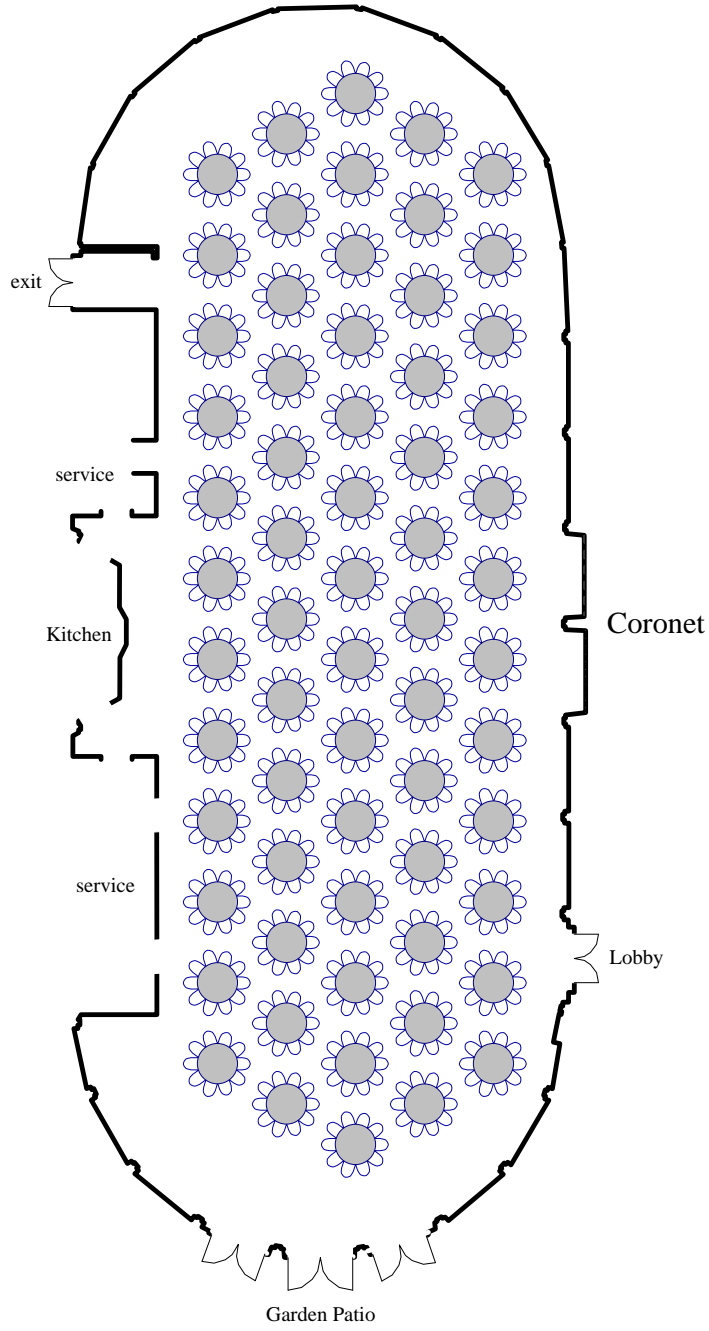 exit
service
Kitchen
Coronet
service
Lobby
Garden Patio